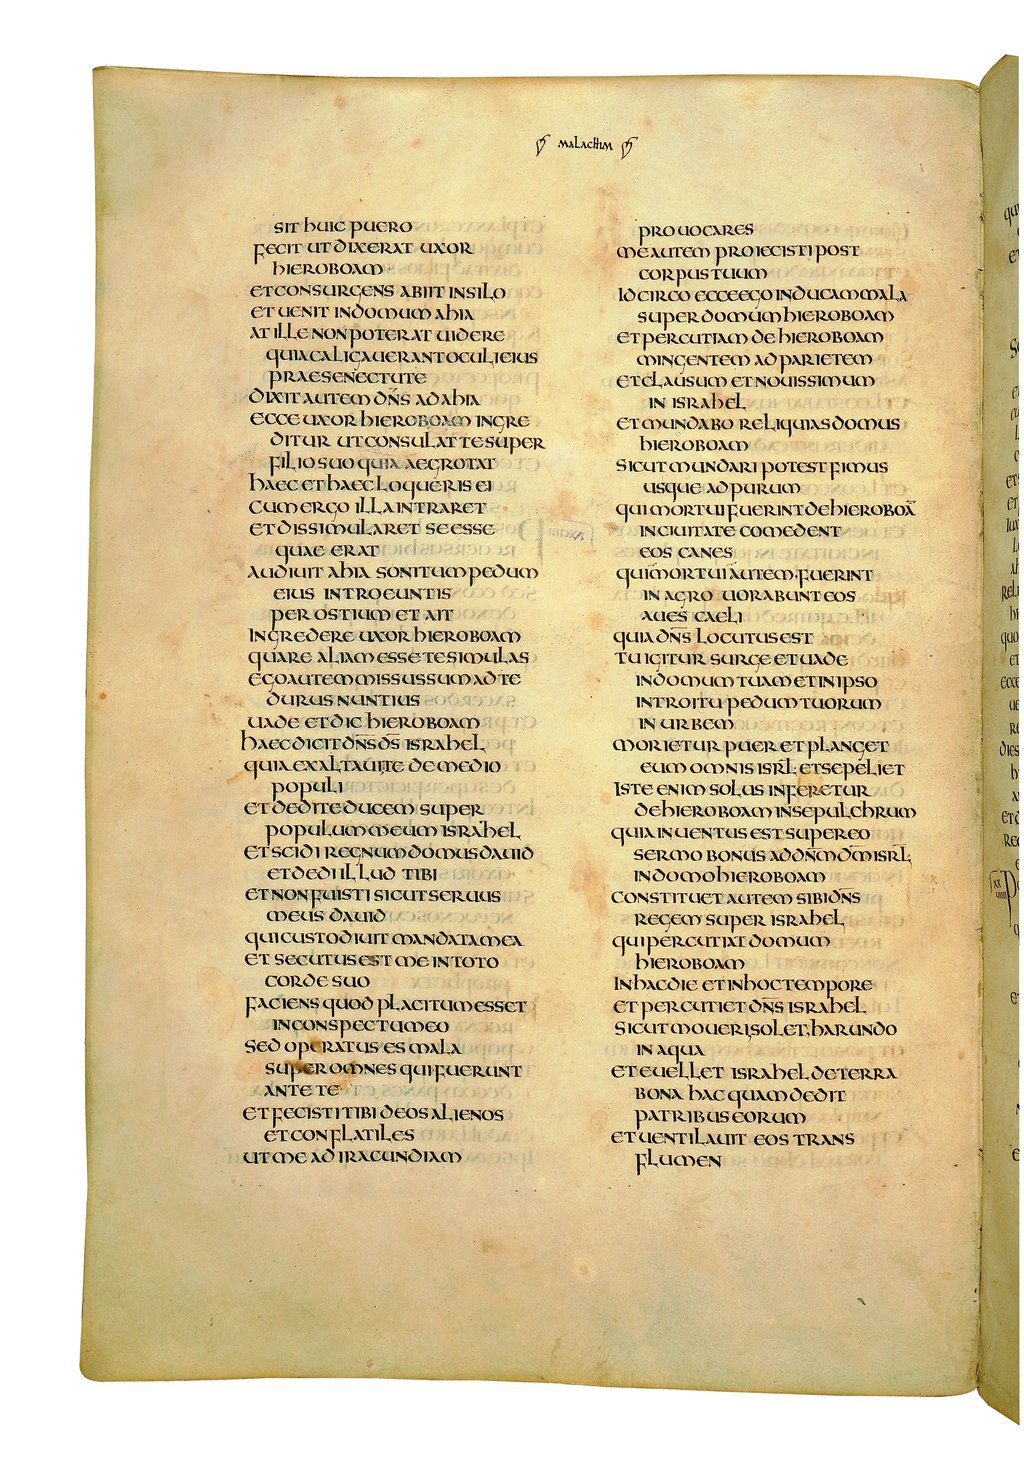 malachim
sit huic puero
fecit ut dixerat uxor
hieroboam
et consurgens abiit in silo
et uenit in domum ahia
at ille non poterat uidere
quia caligauerant oculi eius
prae senectute
dixit autem dn̄s ad ahia
ecce uxor hieroboam ingre
ditur ut consulat te super
filio suo quia aegrotat
haec et haec loqueris ei
cum ergo illa intraret
et dissimularet se esse
quae erat
audiuit ahia sonitum pedum
eius introeuntis
per ostium et ait
ingredere uxor hieroboam
quare aliam esse te simulas
ego autem missus sum ad te
durus nuntius
uade et dic hieroboam
haec dicit dn̄s d̄s israhel
quia exaltaui te de medio
populi
et dedi te ducem super
populum meum israhel
et scidi regnum domus dauid
et dedi illud tibi
et non fuisti sicut seruus
meus dauid
qui custodiuit mandata mea
et secutus est me in toto
corde suo
faciens quod placitum esset
in conspectu meo
sed operatus es mala
super omnes qui fuerunt
ante te
et fecisti tibi deos alienos
et conflatiles
ut me ad iracundiam
prouocares
me autem proiecisti post
corpus tuum
idcirco ecce ego inducam mala
super domum hieroboam
et percutiam de hieroboam
mingentem ad parietem
et clausum et nouissimum
in israhel
et mundabo reliquias domus
hieroboam
sicut mundari potest fimus
usque ad purum
qui mortui fuerint de hieroboā
in ciuitate comedent
eos canes
qui mortui autem fuerint
in agro uorabunt eos
aues caeli
quia dn̄s locutus est
tu igitur surge et uade
in domum tuam et in ipso
introitu pedum tuorum
in urbem
morietur puer et planget
eum omnis isrl̄ et sepeliet
iste enim solus inferetur
de hieroboam in sepulchrum
quia inuentus est super eo
sermo bonus ad dn̄m d̄m isrl̄
in domo hieroboam
constituet autem sibi dn̄s
regem super israhel
qui percutiat domum
hieroboam
in hac die et in hoc tempore
et percutiet dn̄s israhel
sicut moueri solet harundo
in aqua
et euellet israhel de terra
bona hac quam dedit
patribus eorum
et uentilauit eos trans
flumen